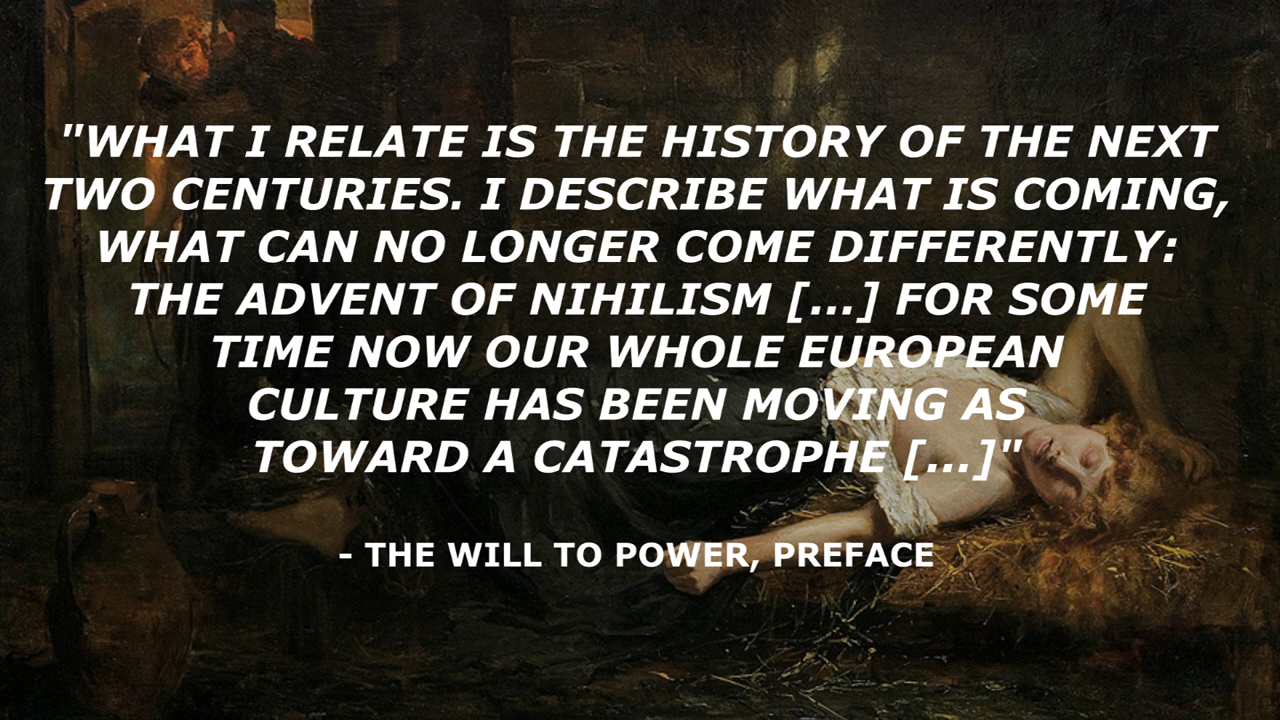 "WHAT I RELATE IS THE HISTORY OF THE NEXT
TWO CENTURIES. I DESCRIBE WHAT IS COMING,
WHAT CAN NO LONGER COME DIFFERENTLY:
THE ADVENT OF NIHILISM [...] FOR SOME
TIME NOW OUR WHOLE EUROPEAN
CULTURE HAS BEEN MOVING AS
TOWARD A CATASTROPHE [...]"
- THE WILL TO POWER, PREFACE